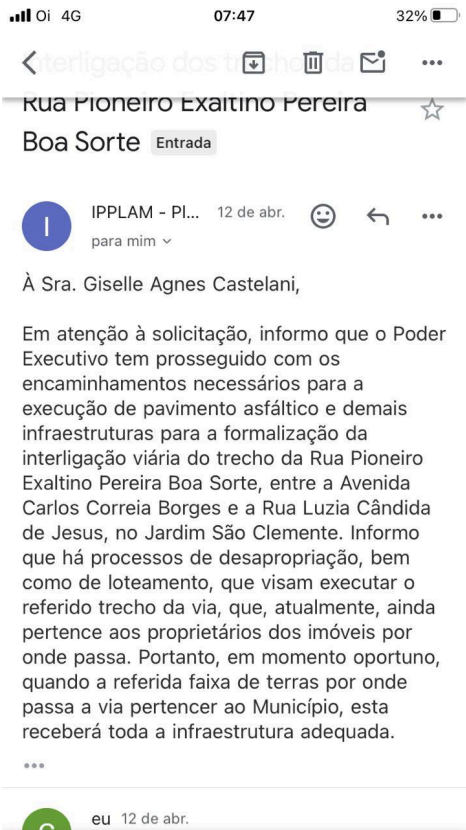 Oi 4G 07:47 32%
Interligação dos trechos da
Rua Pioneiro Exaltino Pereira
Boa Sorte Entrada
I IPPLAM - Pl... 12 de abr.
para mim
À Sra. Giselle Agnes Castelani,
Em atenção à solicitação, informo que o Poder
Executivo tem prosseguido com os
encaminhamentos necessários para a
execução de pavimento asfáltico e demais
infraestruturas para a formalização da
interligação viária do trecho da Rua Pioneiro
Exaltino Pereira Boa Sorte, entre a Avenida
Carlos Correia Borges e a Rua Luzia Cândida
de Jesus, no Jardim São Clemente. Informo
que há processos de desapropriação, bem
como de loteamento, que visam executar o
referido trecho da via, que, atualmente, ainda
pertence aos proprietários dos imóveis por
onde passa. Portanto, em momento oportuno,
quando a referida faixa de terras por onde
passa a via pertencer ao Município, esta
receberá toda a infraestrutura adequada.
eu 12 de abr.